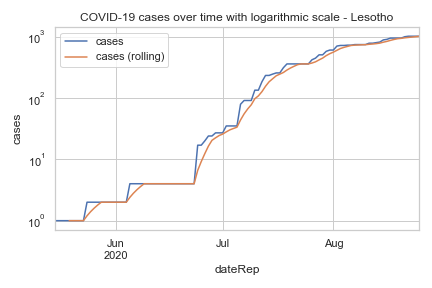 COVID-19 cases over time with logarithmic scale - Lesotho
cases
cases (rolling)
10³
10²
10¹
10⁰
cases
Jun
2020
Jul
Aug
dateRep